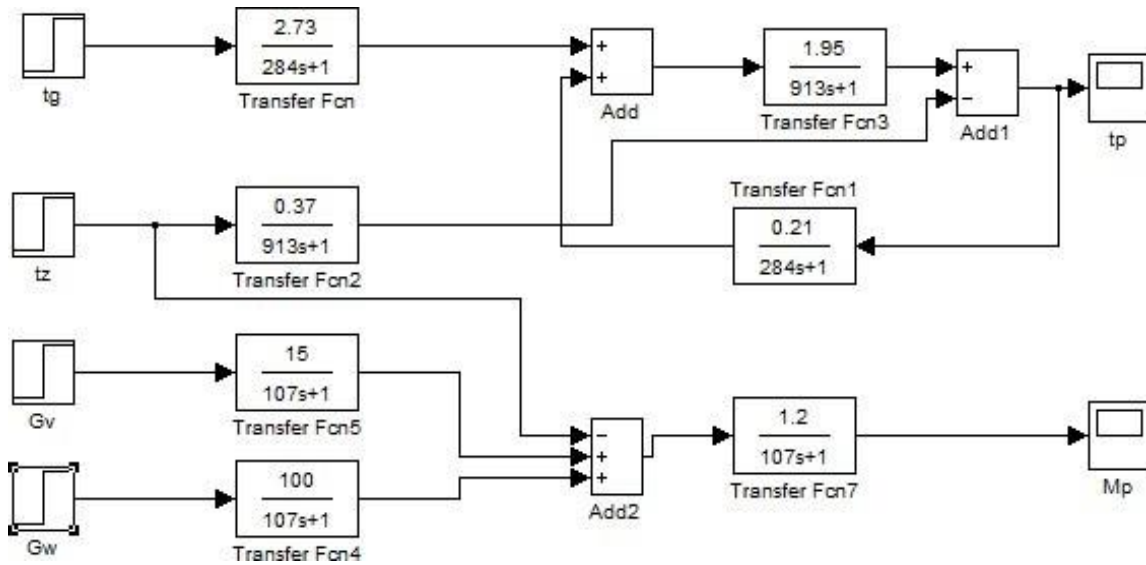 tg
2.73
284s+1
Transfer Fcn
+
+
Add
1.95
913s+1
Transfer Fcn3
+
−
Add1
tp
tz
0.37
913s+1
Transfer Fcn2
Transfer Fcn1
0.21
284s+1
Gv
15
107s+1
Transfer Fcn5
Gw
100
107s+1
Transfer Fcn4
−
+
+
Add2
1.2
107s+1
Transfer Fcn7
Mp